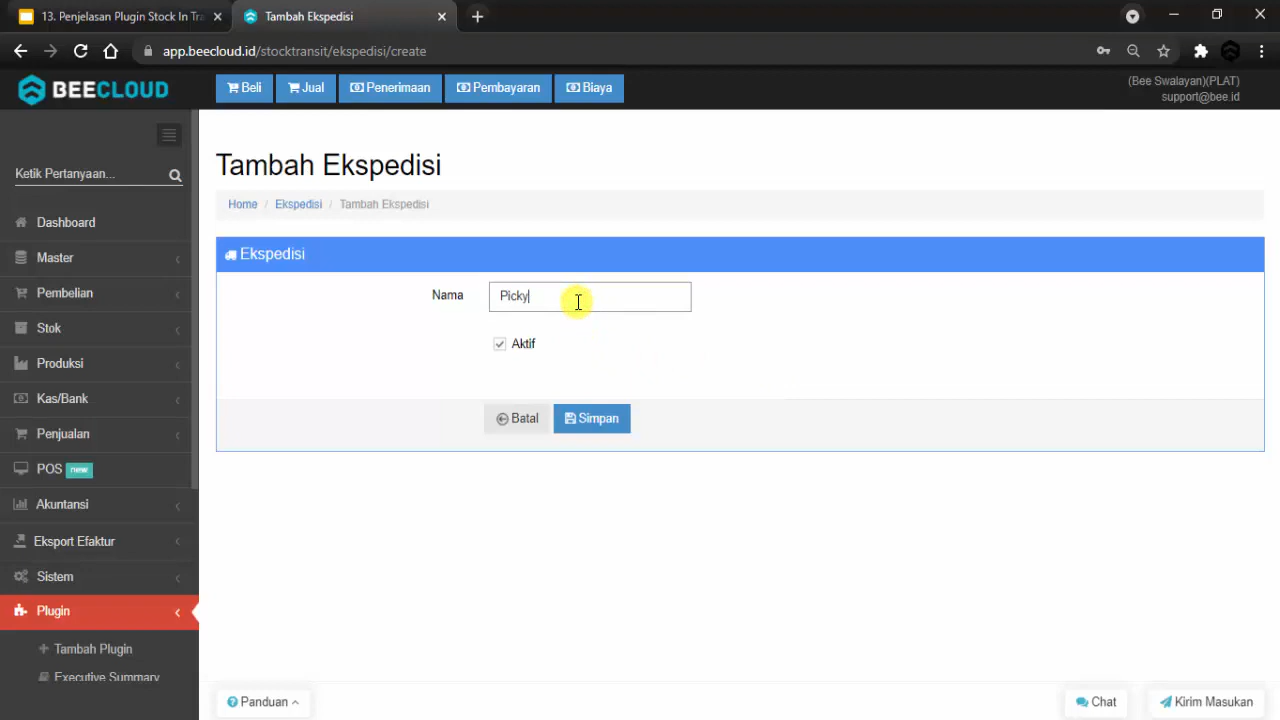 13. Penjelasan Plugin Stock In Tra
Tambah Ekspedisi
app.beecloud.id/stocktransit/ekspedisi/create
BEECLOUD
Beli
Jual
Penerimaan
Pembayaran
Biaya
(Bee Swalayan)(PLAT)
support@bee.id
Ketik Pertanyaan...
Dashboard
Master
Pembelian
Stok
Produksi
Kas/Bank
Penjualan
POS new
Akuntansi
Eksport Efaktur
Sistem
Plugin
Tambah Plugin
Executive Summary
Tambah Ekspedisi
Home / Ekspedisi / Tambah Ekspedisi
Ekspedisi
Nama Picky
Aktif
Batal Simpan
Panduan
Chat
Kirim Masukan